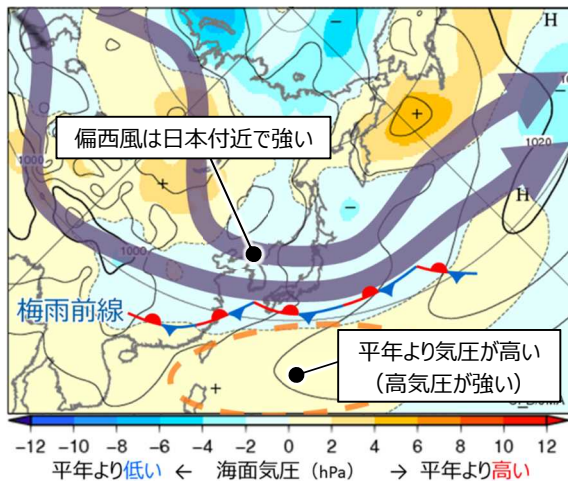 H
偏西風は日本付近で強い
1000
1020
H
1000
梅雨前線
平年より気圧が高い
（高気圧が強い）
-12 -10 -8 -6 -4 -2 0 2 4 6 8 10 12
平年より低い ← 海面気圧（hPa） → 平年より高い